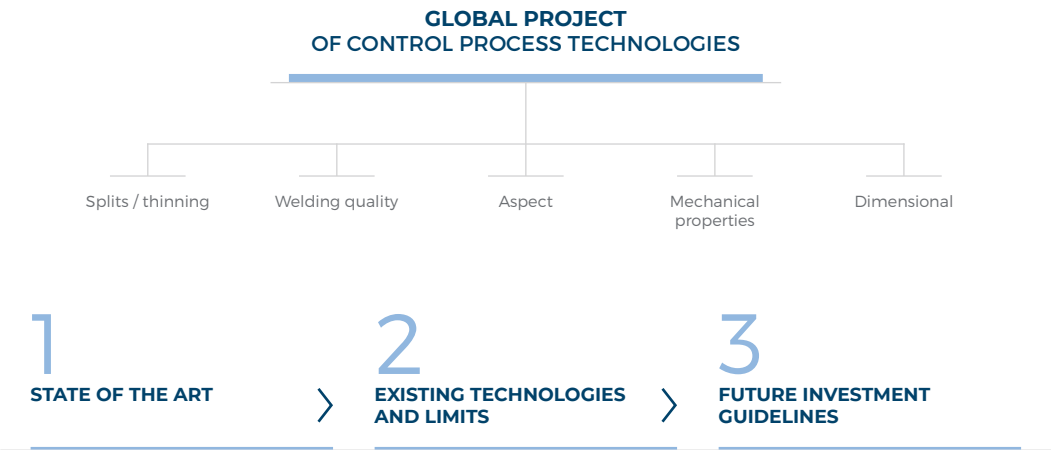 GLOBAL PROJECT
OF CONTROL PROCESS TECHNOLOGIES
Splits / thinning
Welding quality
Aspect
Mechanical
properties
Dimensional
1
STATE OF THE ART
2
EXISTING TECHNOLOGIES
AND LIMITS
3
FUTURE INVESTMENT
GUIDELINES